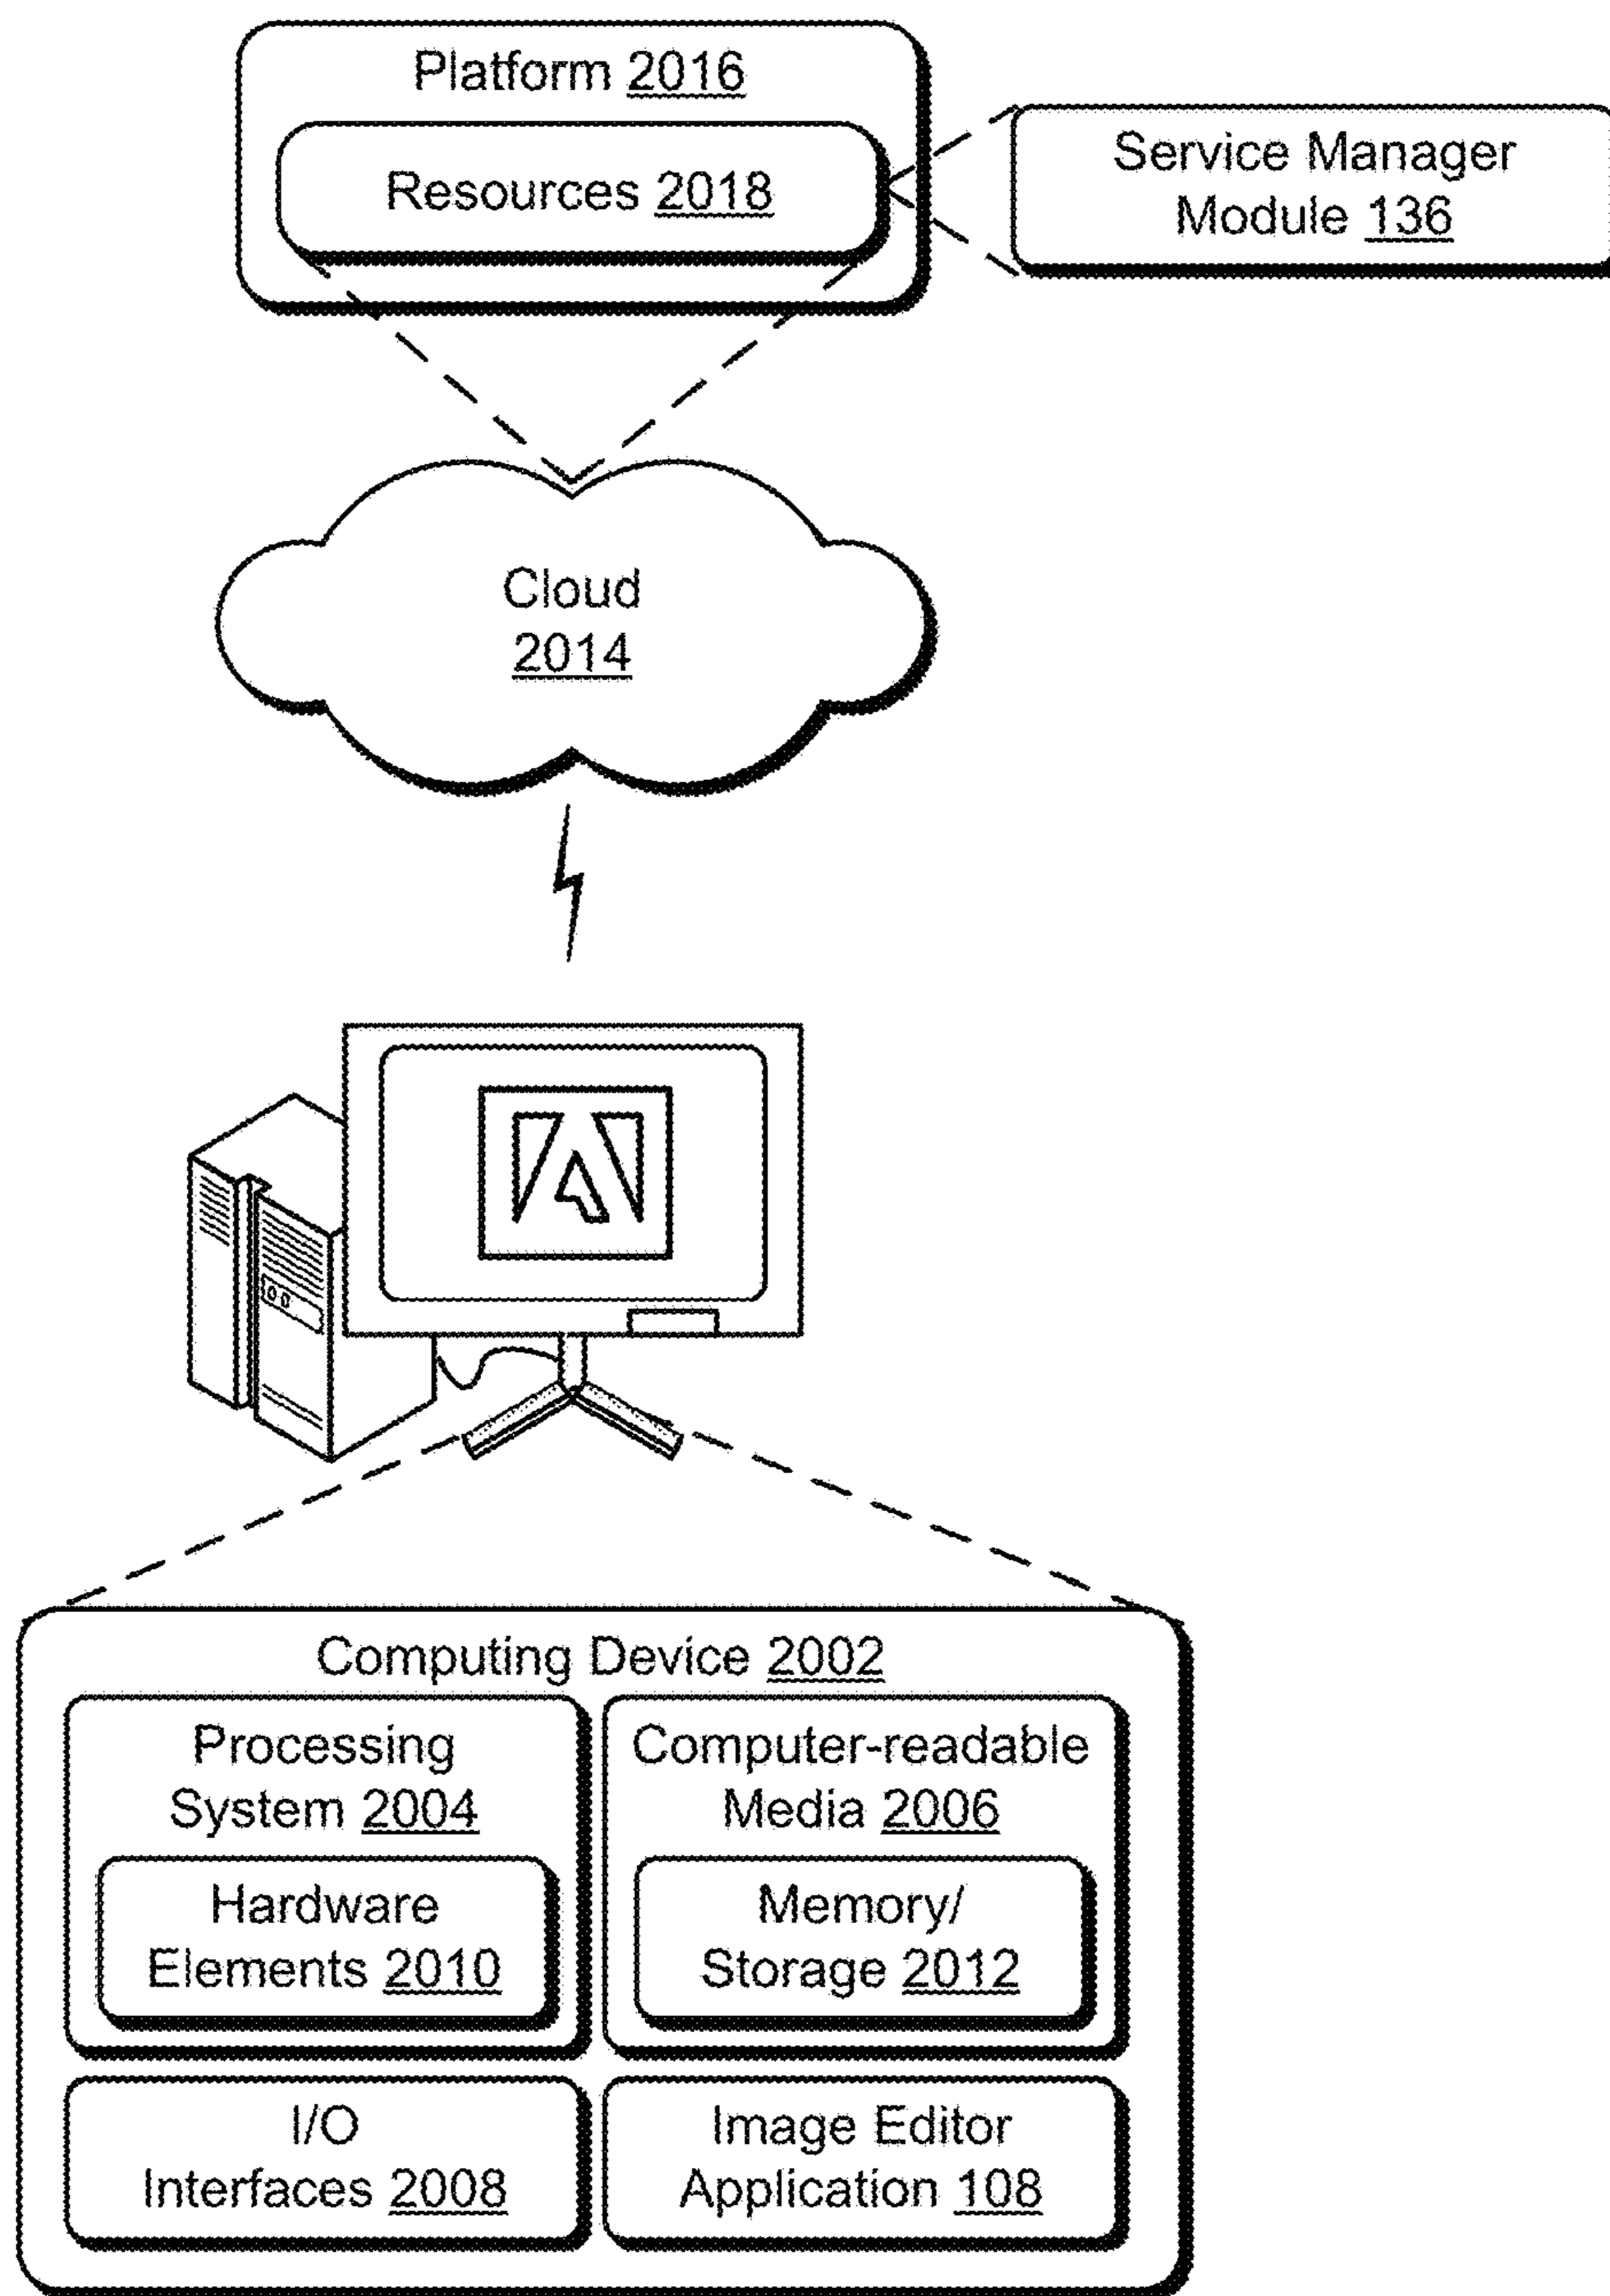 Platform 2016
Resources 2018
Service Manager
Module 136
Cloud
2014
Computing Device 2002
Processing
System 2004
Hardware
Elements 2010
Computer-readable
Media 2006
Memory/
Storage 2012
I/O
Interfaces 2008
Image Editor
Application 108